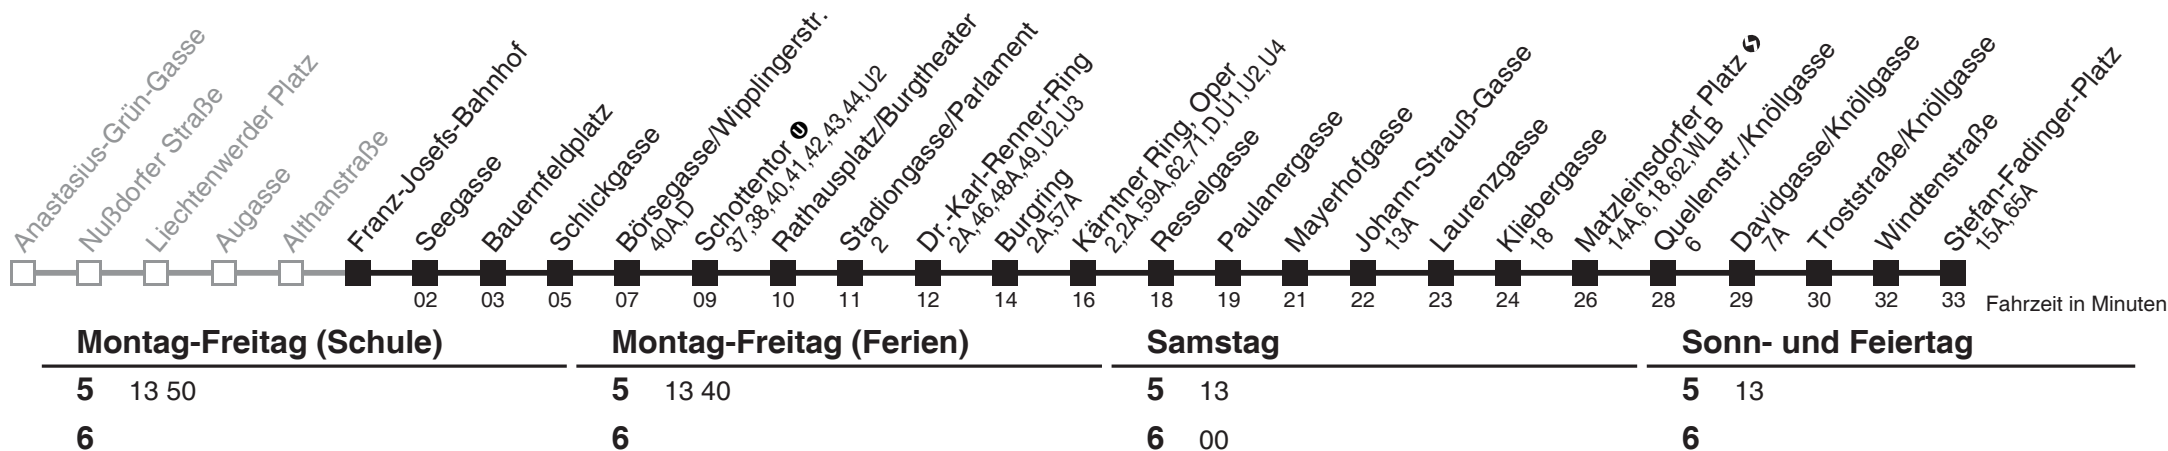 Anastasius-Grün-Gasse
Nußdorfer Straße
Liechtenwerder Platz
Augasse
Althanstraße
Franz-Josefs-Bahnhof
Seegasse
Bauernfeldplatz
Schlickgasse
Börsegasse/Wipplingerstr.
40A,D
Schottentor U
37,38,40,41,42,43,44,U2
Rathausplatz/Burgtheater
Stadiongasse/Parlament
2
Dr.-Karl-Renner-Ring
2A,46,48A,49,U2,U3
Burgring
2A,57A
Kärntner Ring, Oper
2,2A,59A,62,71,D,U1,U2,U4
Resselgasse
Paulanergasse
Mayerhofgasse
Johann-Strauß-Gasse
13A
Laurenzgasse
Kliebergasse
18
Matzleinsdorfer Platz
14A,6,18,62,WLB
Quellenstr./Knöllgasse
6
Davidgasse/Knöllgasse
7A
Troststraße/Knöllgasse
Windtenstraße
Stefan-Fadinger-Platz
15A,65A
02 03 05 07 09 10 11 12 14 16 18 19 21 22 23 24 26 28 29 30 32 33 Fahrzeit in Minuten
Montag-Freitag (Schule) Montag-Freitag (Ferien) Samstag Sonn- und Feiertag
5 13 50 5 13 40 5 13 5 13
6 6 6 00 6